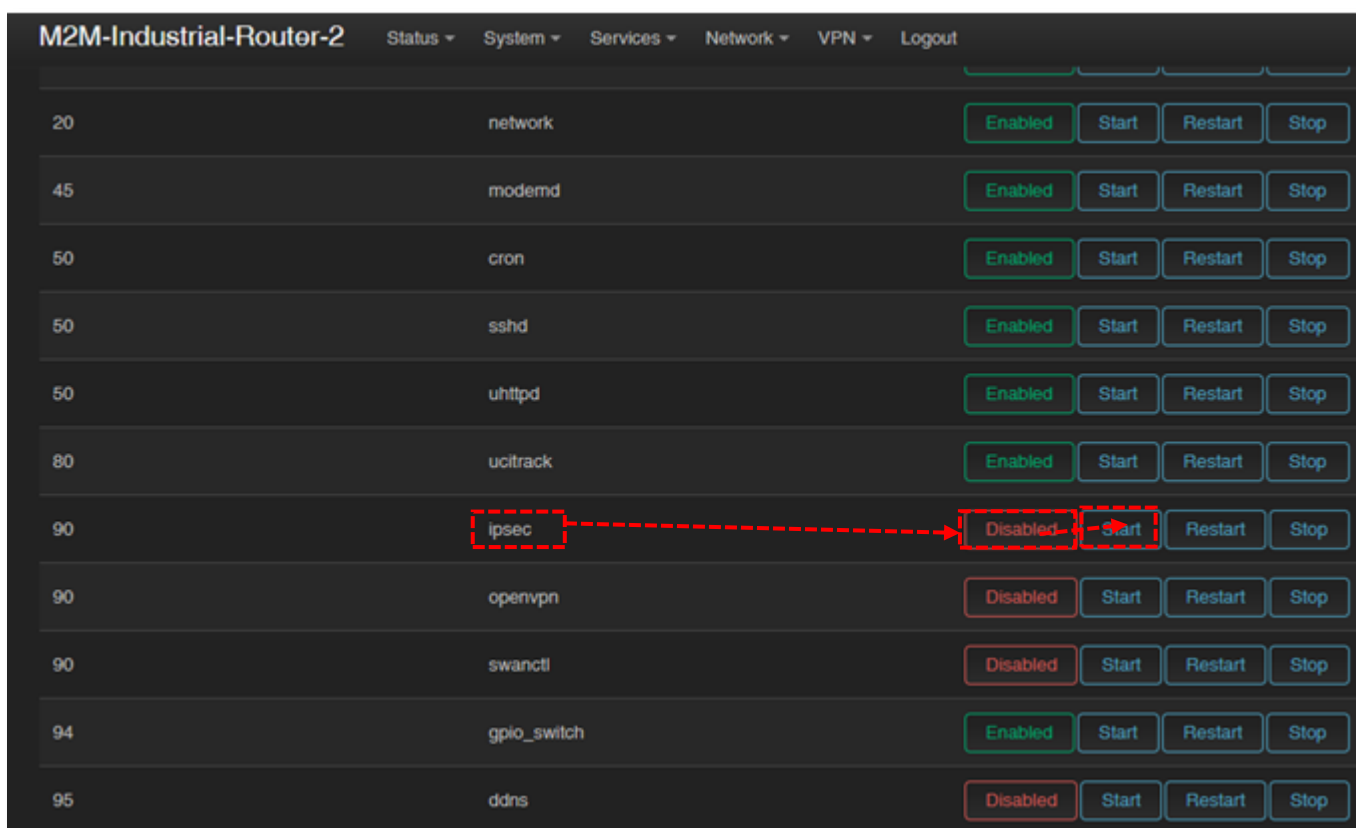 M2M-Industrial-Router-2 Status System Services Network VPN Logout
20 network Enabled Start Restart Stop
45 modemd Enabled Start Restart Stop
50 cron Enabled Start Restart Stop
50 sshd Enabled Start Restart Stop
50 uhttpd Enabled Start Restart Stop
80 ucitrack Enabled Start Restart Stop
90 ipsec Disabled Start Restart Stop
90 openvpn Disabled Start Restart Stop
90 swanctl Disabled Start Restart Stop
94 gpio_switch Enabled Start Restart Stop
95 ddns Disabled Start Restart Stop